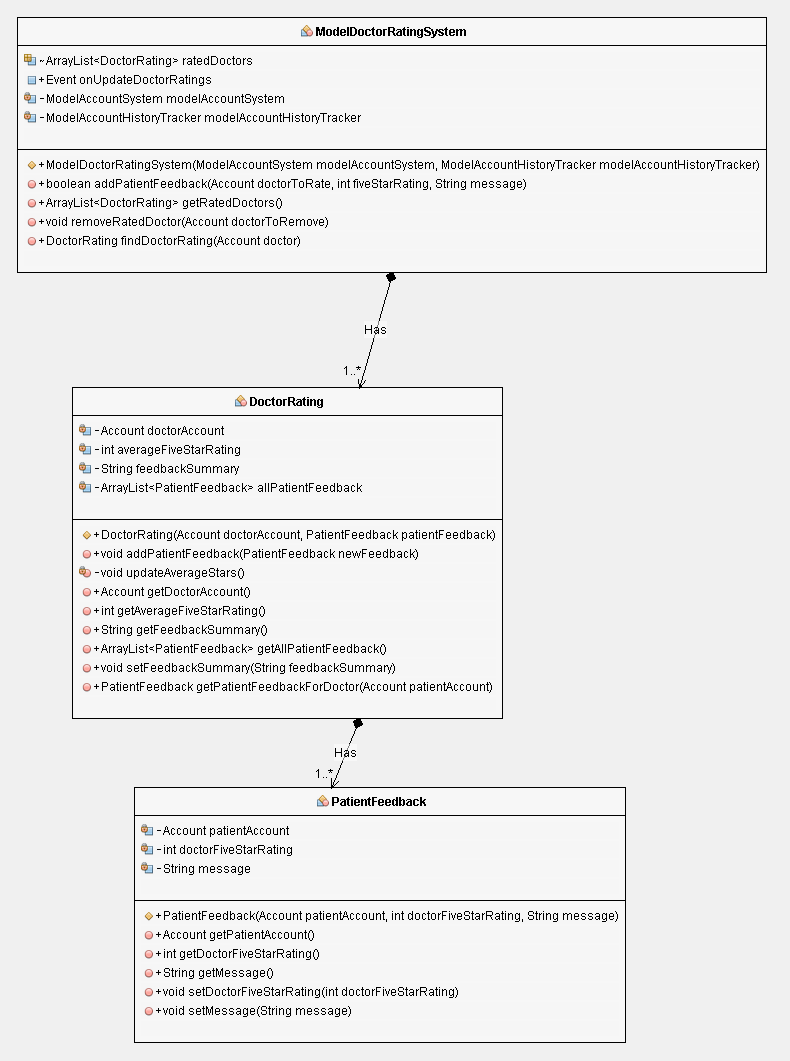 ModelDoctorRatingSystem
~ArrayList<DoctorRating> ratedDoctors
+Event onUpdateDoctorRatings
-ModelAccountSystem modelAccountSystem
-ModelAccountHistoryTracker modelAccountHistoryTracker
+ModelDoctorRatingSystem(ModelAccountSystem modelAccountSystem, ModelAccountHistoryTracker modelAccountHistoryTracker)
+boolean addPatientFeedback(Account doctorToRate, int fiveStarRating, String message)
+ArrayList<DoctorRating> getRatedDoctors()
+void removeRatedDoctor(Account doctorToRemove)
+DoctorRating findDoctorRating(Account doctor)
Has
1..*
DoctorRating
-Account doctorAccount
-int averageFiveStarRating
-String feedbackSummary
-ArrayList<PatientFeedback> allPatientFeedback
+DoctorRating(Account doctorAccount, PatientFeedback patientFeedback)
+void addPatientFeedback(PatientFeedback newFeedback)
-void updateAverageStars()
+Account getDoctorAccount()
+int getAverageFiveStarRating()
+String getFeedbackSummary()
+ArrayList<PatientFeedback> getAllPatientFeedback()
+void setFeedbackSummary(String feedbackSummary)
+PatientFeedback getPatientFeedbackForDoctor(Account patientAccount)
Has
1..*
PatientFeedback
-Account patientAccount
-int doctorFiveStarRating
-String message
+PatientFeedback(Account patientAccount, int doctorFiveStarRating, String message)
+Account getPatientAccount()
+int getDoctorFiveStarRating()
+String getMessage()
+void setDoctorFiveStarRating(int doctorFiveStarRating)
+void setMessage(String message)